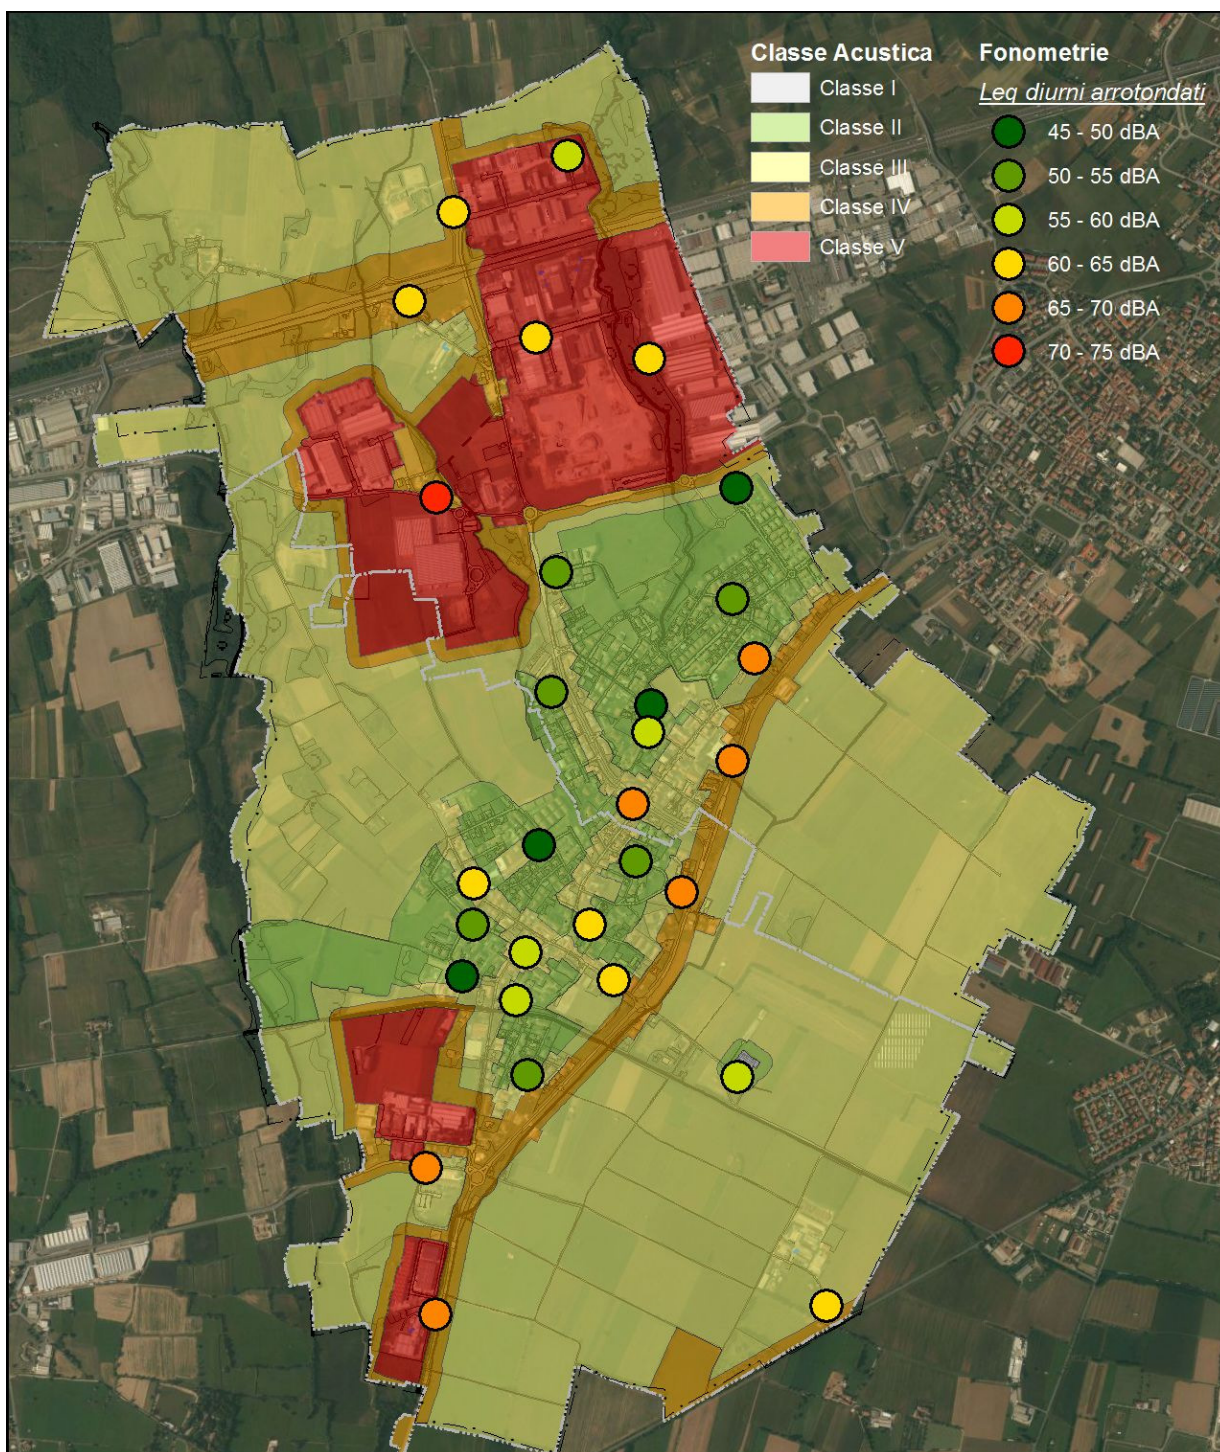 Classe Acustica
Classe I
Classe II
Classe III
Classe IV
Classe V
Fonometrie
Leq diurni arrotondati
45 - 50 dBA
50 - 55 dBA
55 - 60 dBA
60 - 65 dBA
65 - 70 dBA
70 - 75 dBA